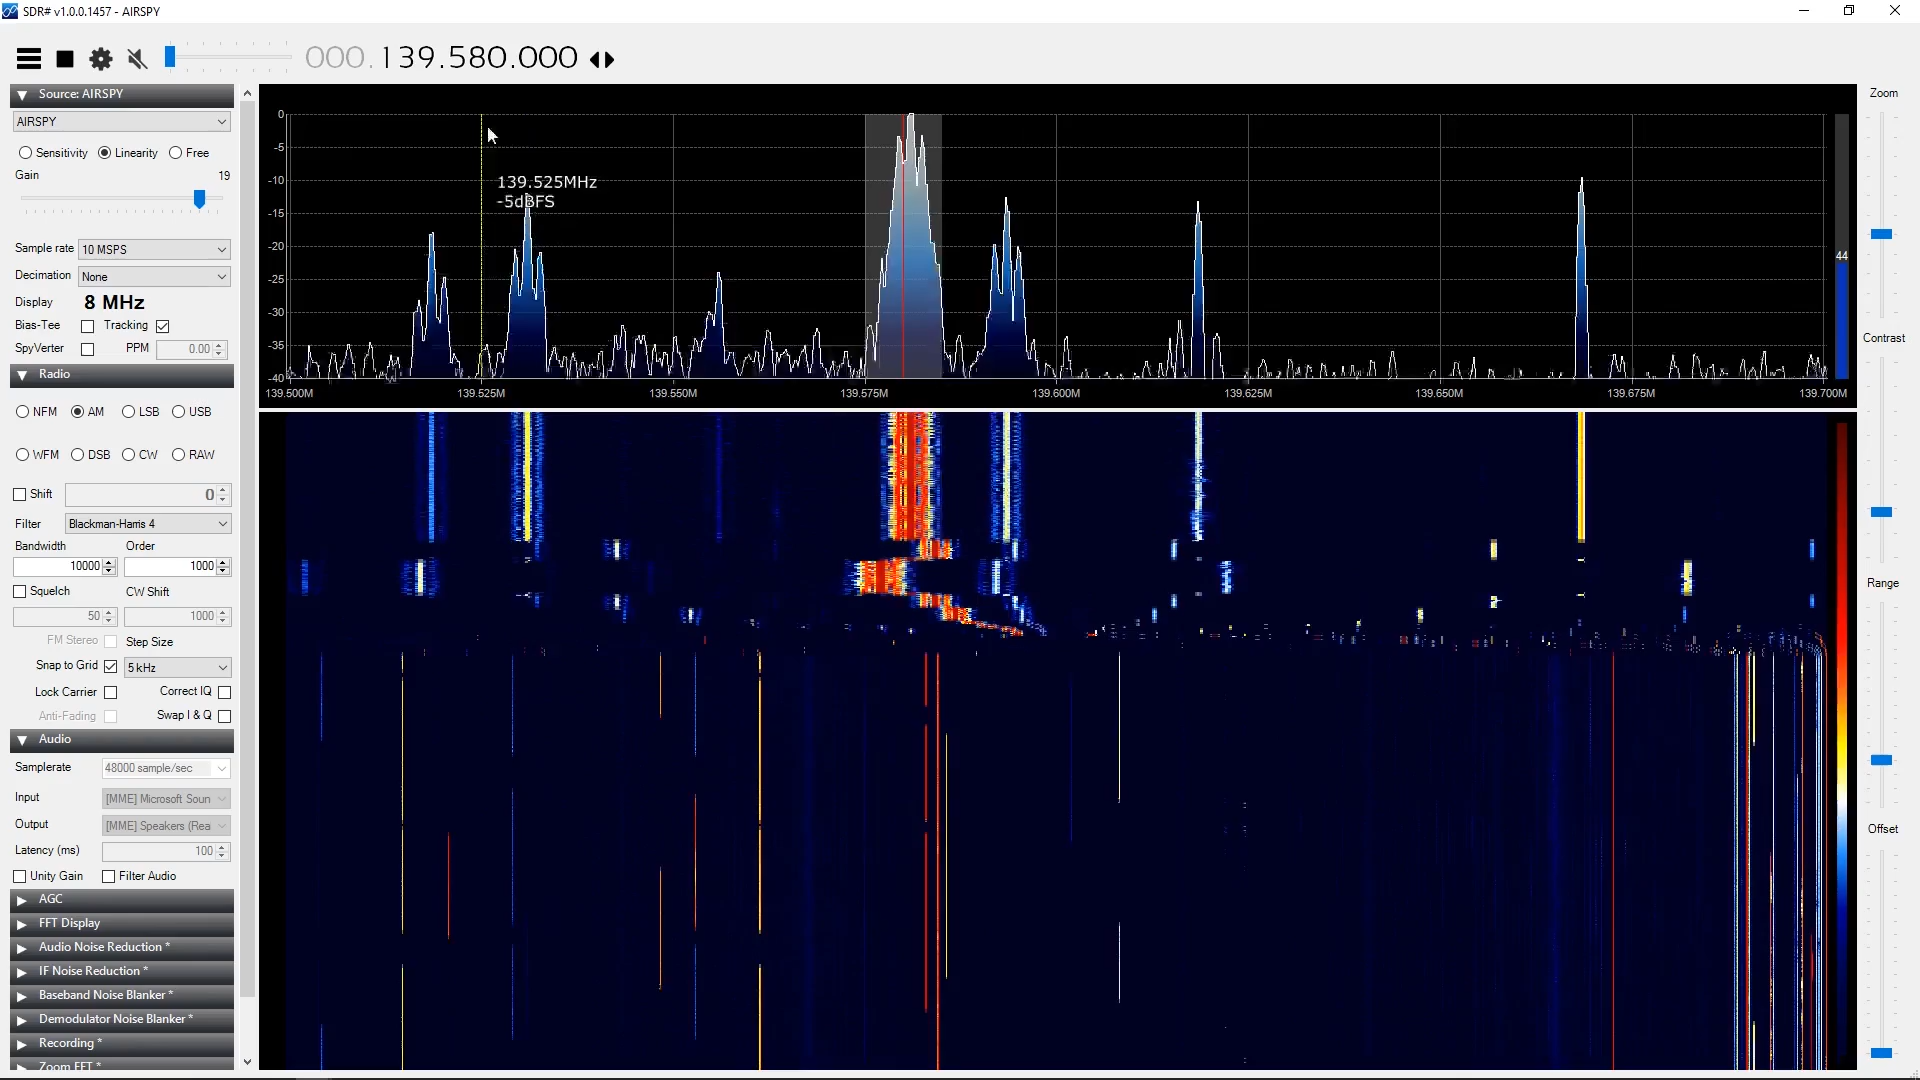 SDR# v1.0.0.1457 - AIRSPY
000.139.580.000
Source: AIRSPY
AIRSPY
Sensitivity Linearity Free
Gain 19
Sample rate 10 MSPS
Decimation None
Display 8 MHz
Bias-Tee Tracking
SpyVerter PPM 0.00
Radio
NFM AM LSB USB
WFM DSB CW RAW
Shift 0
Filter Blackman-Harris 4
Bandwidth Order
10000 1000
Squelch CW Shift
50 1000
FM Stereo Step Size
Snap to Grid 5 kHz
Lock Carrier Correct IQ
Anti-Fading Swap I & Q
Audio
Samplerate 48000 sample/sec
Input [MME] Microsoft Soun
Output [MME] Speakers (Rea
Latency (ms) 100
Unity Gain Filter Audio
AGC
FFT Display
Audio Noise Reduction *
IF Noise Reduction *
Baseband Noise Blanker *
Demodulator Noise Blanker *
Recording *
Zoom FFT *
0
-5
-10
-15
-20
-25
-30
-35
-40
139.525MHz
-5dBFS
44
139.500M 139.525M 139.550M 139.575M 139.600M 139.625M 139.650M 139.675M 139.700M
Zoom
Contrast
Range
Offset